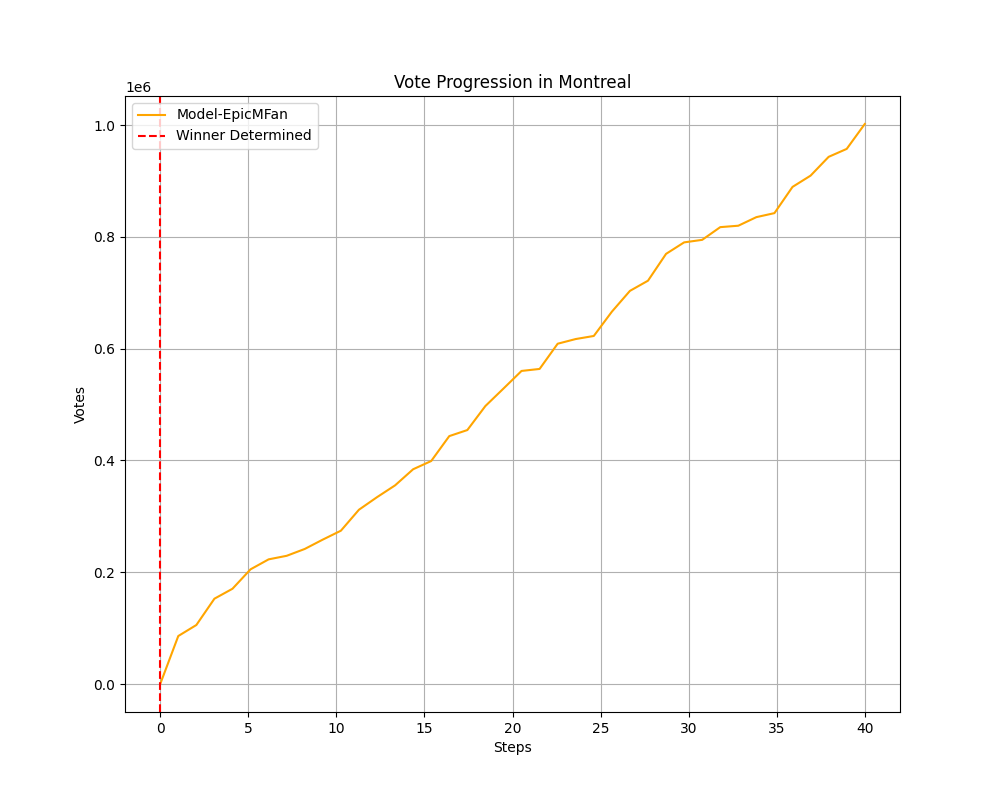 Vote Progression in Montreal
1e6
Model-EpicMFan
Winner Determined
1.0
0.8
0.6
0.4
0.2
0.0
Votes
0 5 10 15 20 25 30 35 40
Steps